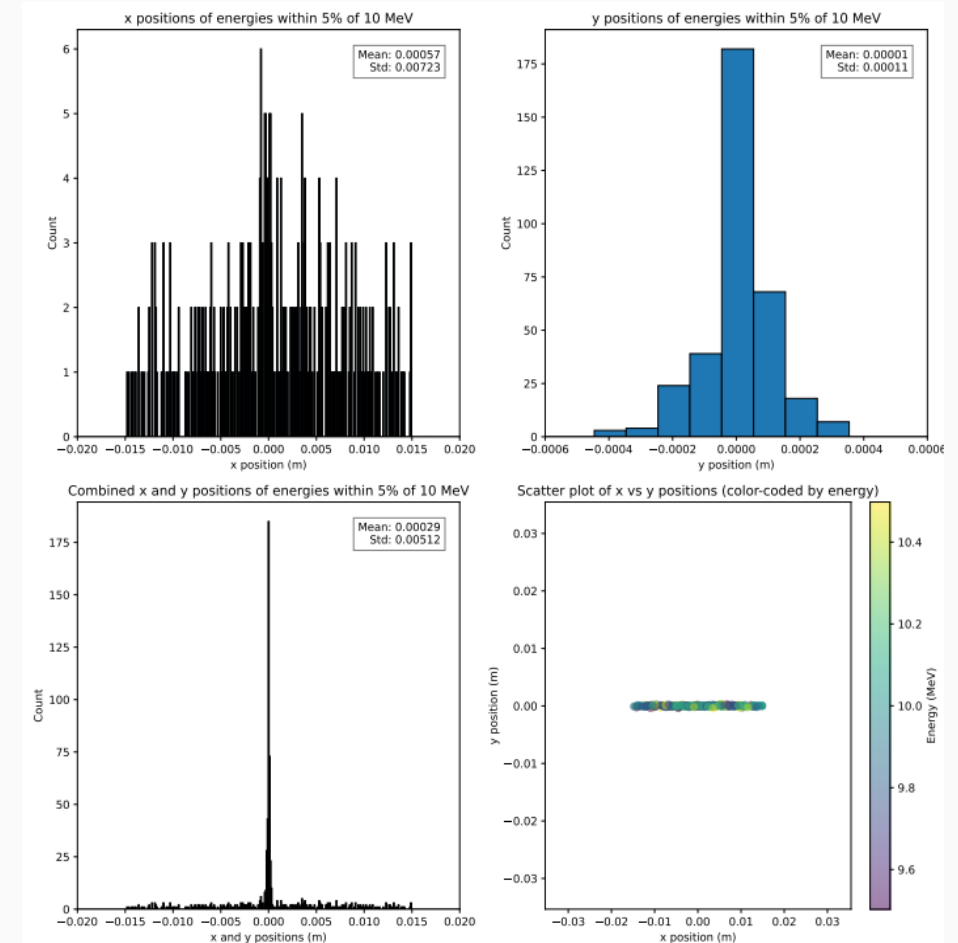 x positions of energies within 5% of 10 MeV
Mean: 0.00057
Std: 0.00723
Count
6
5
4
3
2
1
0
−0.020 −0.015 −0.010 −0.005 0.000 0.005 0.010 0.015 0.020
x position (m)
y positions of energies within 5% of 10 MeV
Mean: 0.00001
Std: 0.00011
Count
175
150
125
100
75
50
25
0
−0.0006 −0.0004 −0.0002 0.0000 0.0002 0.0004 0.0006
y position (m)
Combined x and y positions of energies within 5% of 10 MeV
Mean: 0.00029
Std: 0.00512
Count
175
150
125
100
75
50
25
0
−0.020 −0.015 −0.010 −0.005 0.000 0.005 0.010 0.015 0.020
x and y positions (m)
Scatter plot of x vs y positions (color-coded by energy)
y position (m)
0.03
0.02
0.01
0.00
−0.01
−0.02
−0.03
−0.03 −0.02 −0.01 0.00 0.01 0.02 0.03
x position (m)
10.4
10.2
10.0
9.8
9.6
Energy (MeV)